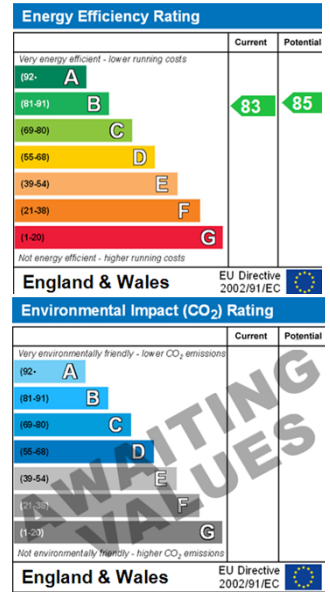 Energy Efficiency Rating
Current Potential
Very energy efficient - lower running costs
(92- A
(81-91) B
83 85
(69-80) C
(55-68) D
(39-54) E
(21-38) F
(1-20) G
Not energy efficient - higher running costs
England & Wales
EU Directive
2002/91/EC
Environmental Impact (CO2) Rating
Current Potential
Very environmentally friendly - lower CO2 emissions
(92- A
(81-91) B
(69-80) C
(55-68) D
(39-54) E
(21-38) F
(1-20) G
AWAITING
VALUES
Not environmentally friendly - higher CO2 emissions
England & Wales
EU Directive
2002/91/EC